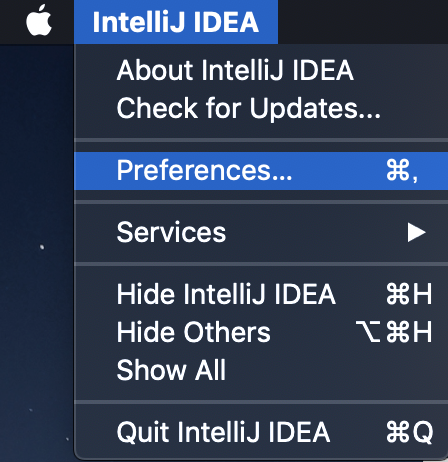 IntelliJ IDEA
About IntelliJ IDEA
Check for Updates...
Preferences... ⌘,
Services ▶
Hide IntelliJ IDEA ⌘H
Hide Others ⌥⌘H
Show All
Quit IntelliJ IDEA ⌘Q